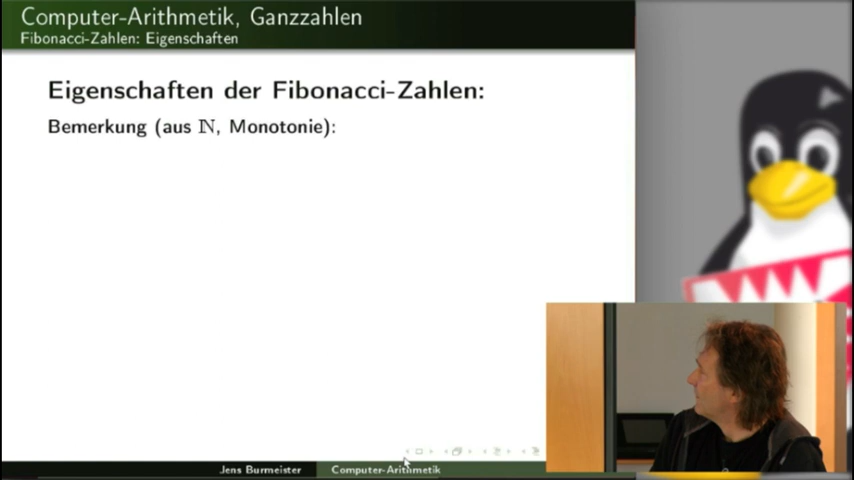 Computer-Arithmetik, Ganzzahlen
Fibonacci-Zahlen: Eigenschaften
Eigenschaften der Fibonacci-Zahlen:
Bemerkung (aus ℕ, Monotonie):
Jens Burmeister
Computer-Arithmetik